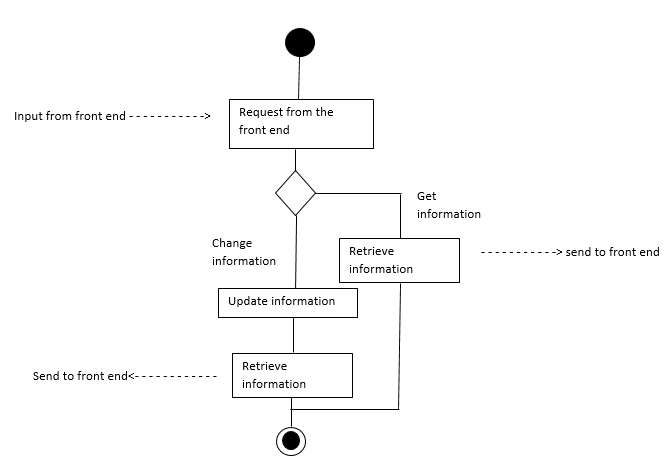 Request from the
front end
Input from front end ----------->
Get
information
Change
information
Retrieve
information
-----------> send to front end
Update information
Retrieve
information
Send to front end<------------